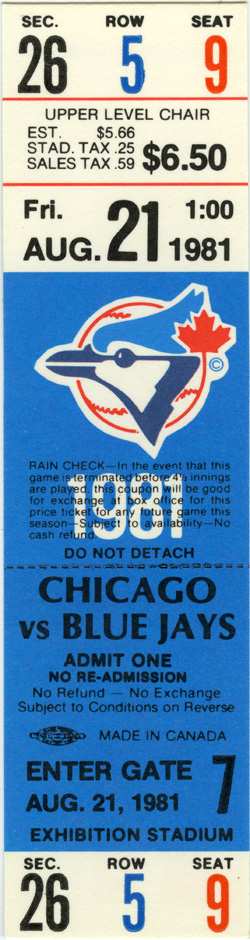 SEC. ROW SEAT
26 5 9
UPPER LEVEL CHAIR
EST. $5.66
STAD. TAX .25
SALES TAX .59
$6.50
Fri. 1:00
AUG. 21 1981
©
RAIN CHECK—In the event that this
game is terminated before 4½ innings
are played, this coupon will be good
for exchange at box office for this
price ticket for any future game this
season—Subject to availability—No
cash refund.
1981
DO NOT DETACH
CHICAGO
vs BLUE JAYS
ADMIT ONE
NO RE-ADMISSION
No Refund — No Exchange
Subject to Conditions on Reverse
MADE IN CANADA
ENTER GATE 7
AUG. 21, 1981
EXHIBITION STADIUM
SEC. ROW SEAT
26 5 9